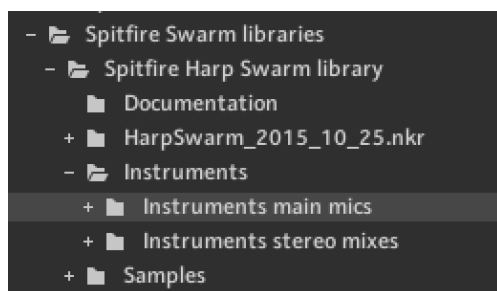 - Spitfire Swarm libraries
- Spitfire Harp Swarm library
Documentation
+ HarpSwarm_2015_10_25.nkr
- Instruments
+ Instruments main mics
+ Instruments stereo mixes
+ Samples